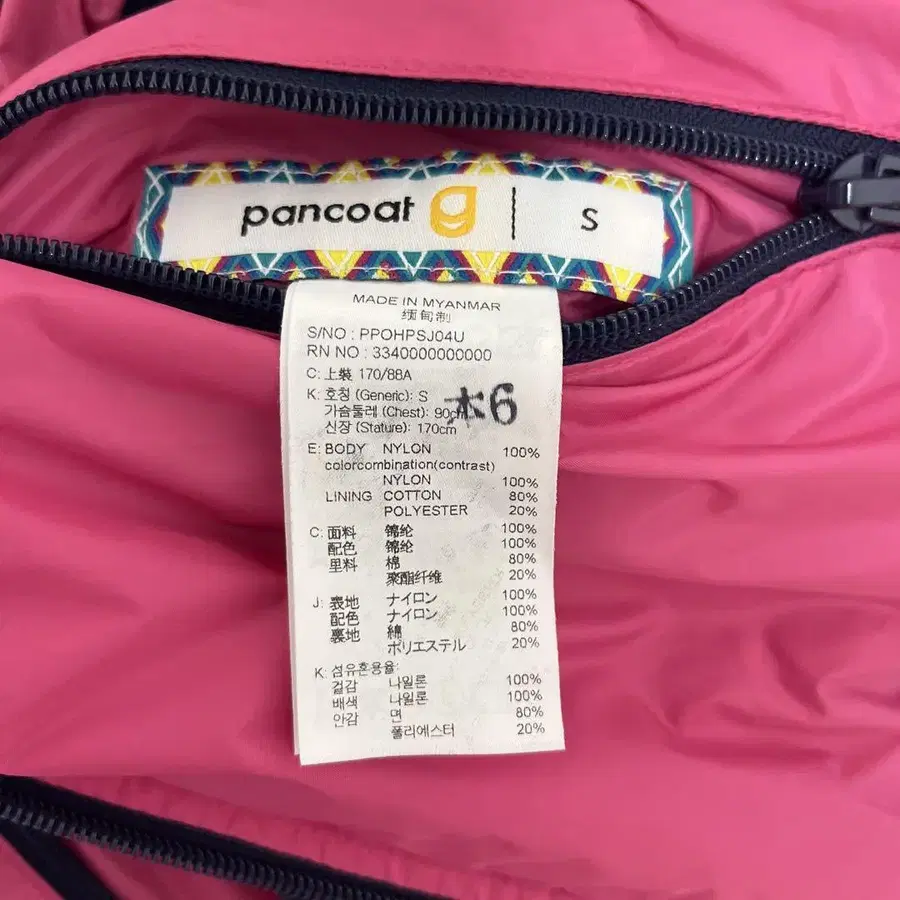 pancoat | S
MADE IN MYANMAR
缅甸制
S/NO : PPOHPSJ04U
RN NO : 3340000000000
C: 上裝 170/88A
K: 호칭 (Generic): S
가슴둘레 (Chest): 90cm
신장 (Stature): 170cm
木6
E: BODY NYLON 100%
colorcombination(contrast)
NYLON 100%
LINING COTTON 80%
POLYESTER 20%
C: 面料 锦纶 100%
配色 锦纶 100%
里料 棉 80%
聚酯纤维 20%
J: 表地 ナイロン 100%
配色 ナイロン 100%
裏地 綿 80%
ポリエステル 20%
K: 섬유혼용율:
겉감 나일론 100%
배색 나일론 100%
안감 면 80%
폴리에스터 20%